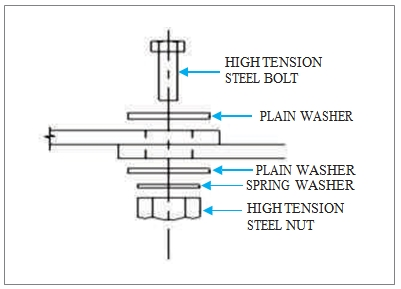 HIGH TENSION
STEEL BOLT
PLAIN WASHER
PLAIN WASHER
SPRING WASHER
HIGH TENSION
STEEL NUT